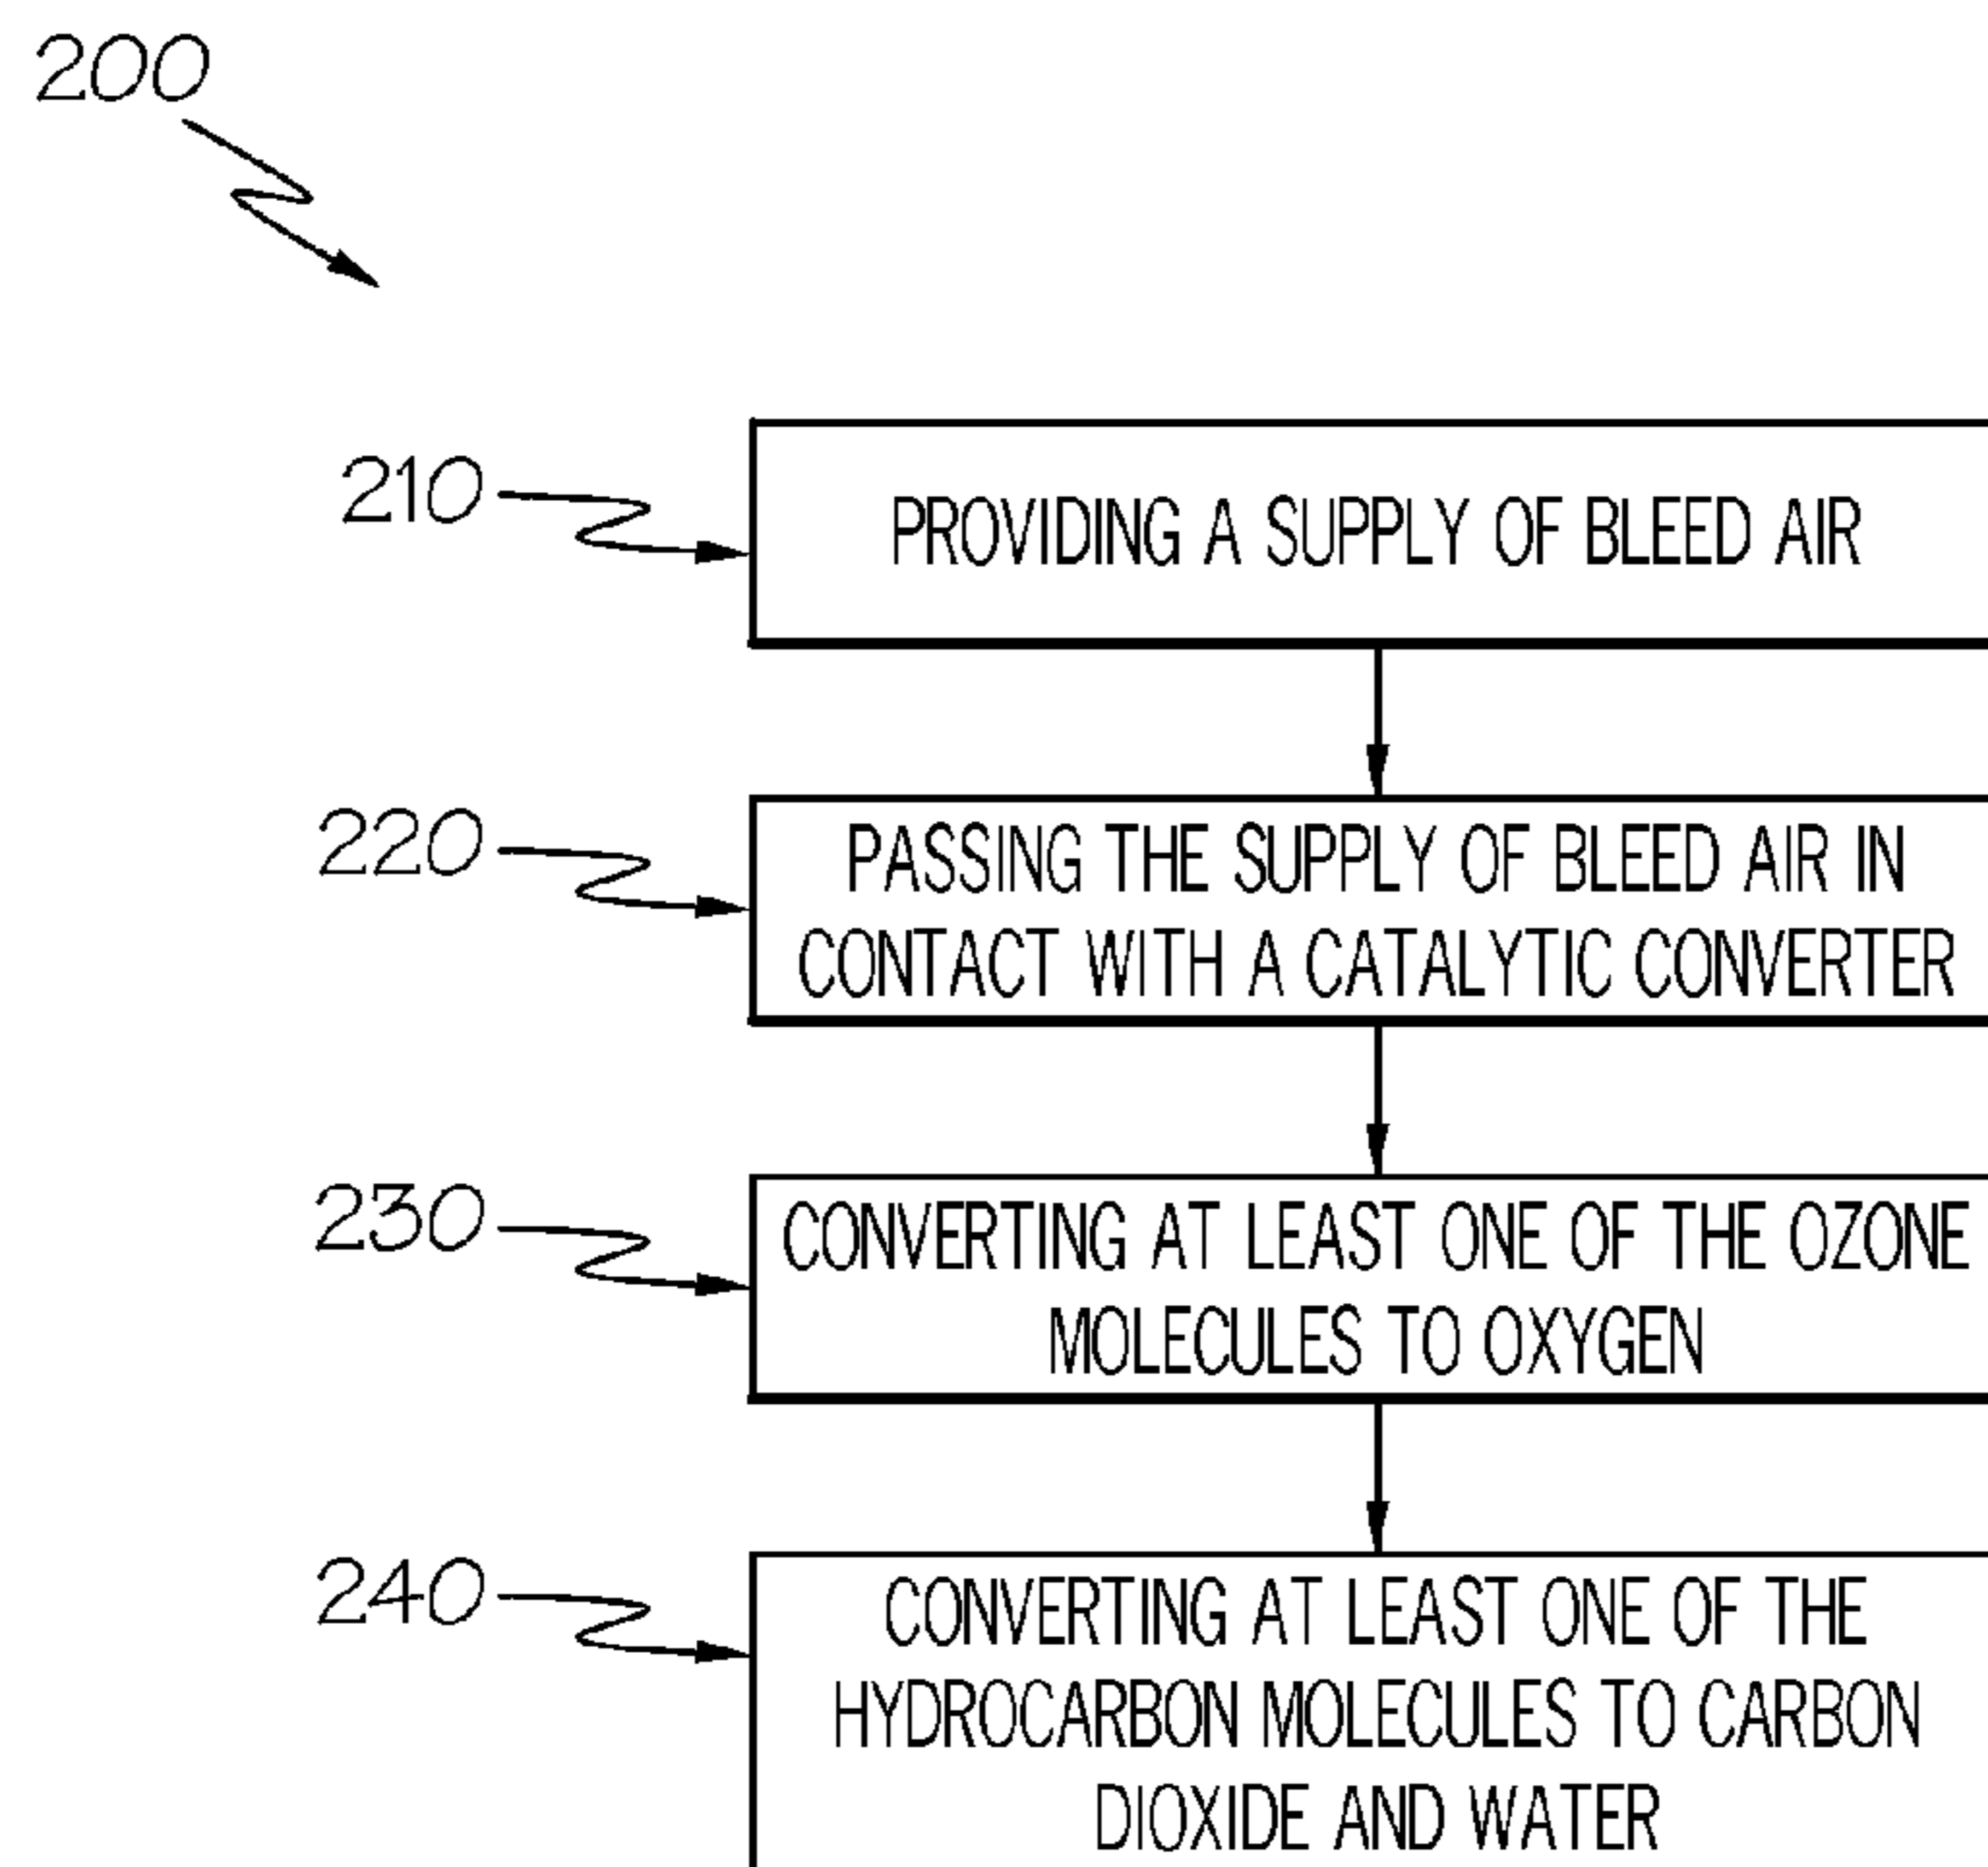 200
210
PROVIDING A SUPPLY OF BLEED AIR
220
PASSING THE SUPPLY OF BLEED AIR IN
CONTACT WITH A CATALYTIC CONVERTER
230
CONVERTING AT LEAST ONE OF THE OZONE
MOLECULES TO OXYGEN
240
CONVERTING AT LEAST ONE OF THE
HYDROCARBON MOLECULES TO CARBON
DIOXIDE AND WATER